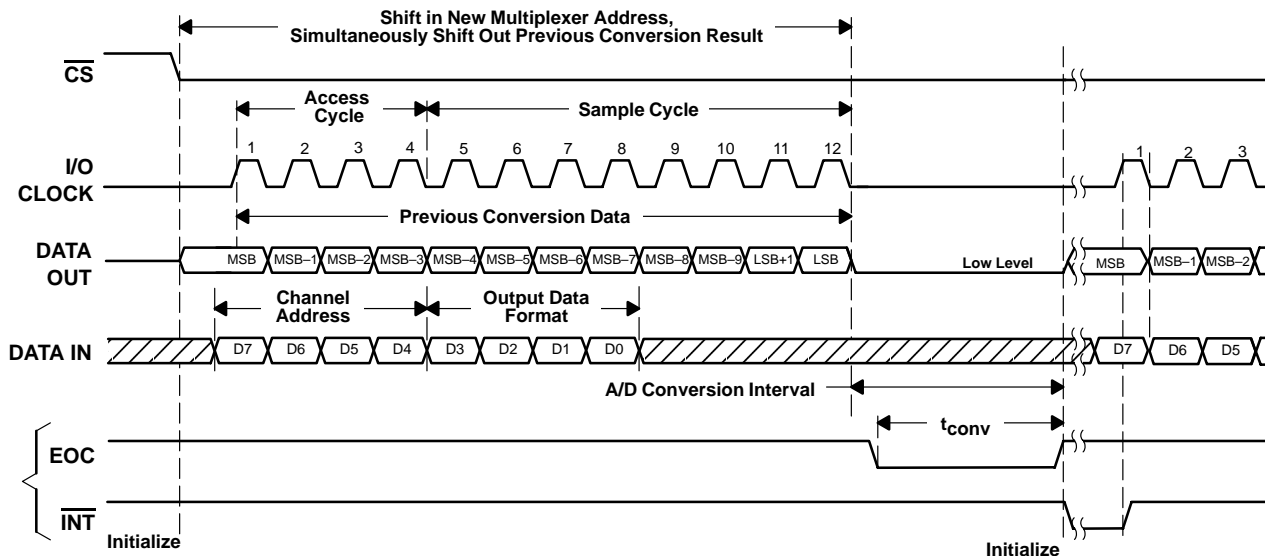 Shift in New Multiplexer Address,
Simultaneously Shift Out Previous Conversion Result
CS
Access
Cycle
Sample Cycle
1 2 3 4 5 6 7 8 9 10 11 12 1 2 3
I/O
CLOCK
Previous Conversion Data
DATA
OUT
MSB MSB–1 MSB–2 MSB–3 MSB–4 MSB–5 MSB–6 MSB–7 MSB–8 MSB–9 LSB+1 LSB Low Level MSB MSB–1 MSB–2
Channel
Address
Output Data
Format
DATA IN D7 D6 D5 D4 D3 D2 D1 D0 D7 D6 D5
A/D Conversion Interval
tconv
EOC
INT
Initialize Initialize